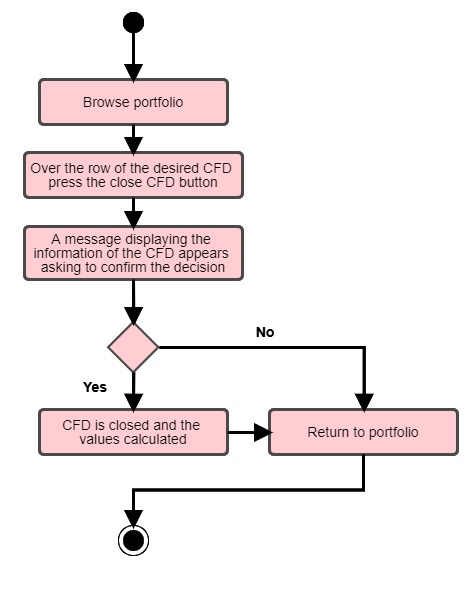 Browse portfolio
Over the row of the desired CFD
press the close CFD button
A message displaying the
information of the CFD appears
asking to confirm the decision
No
Yes
CFD is closed and the
values calculated
Return to portfolio